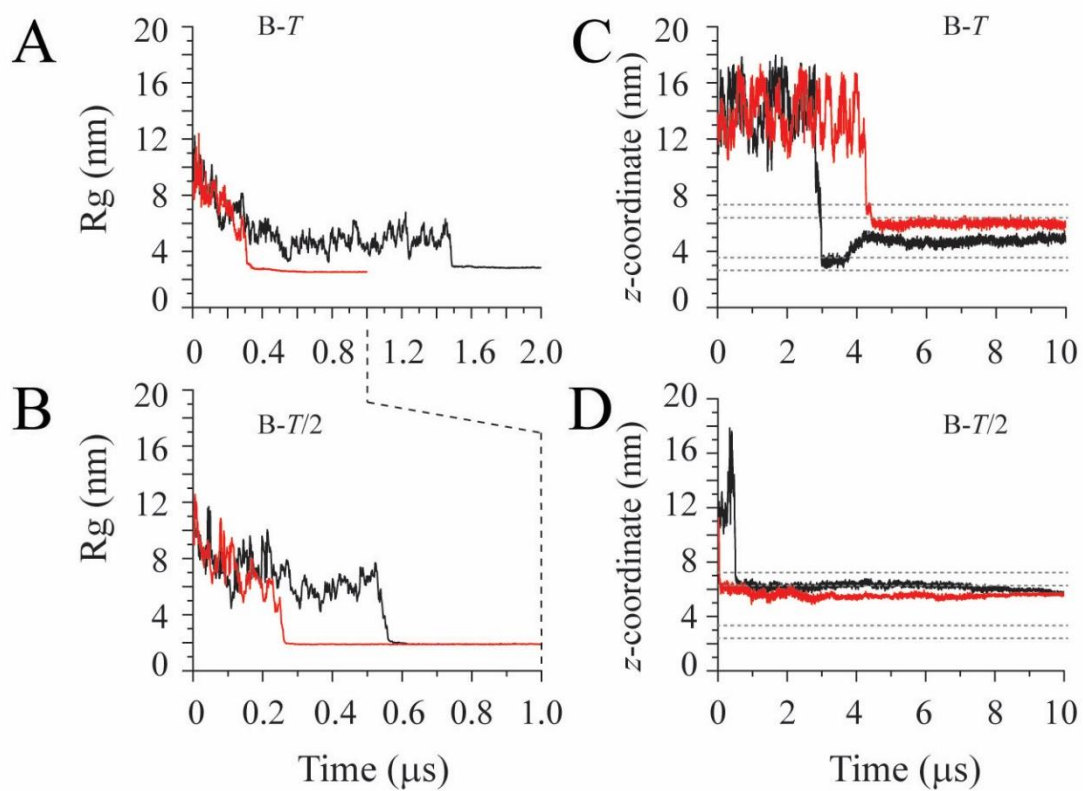 A
B-T
Rg (nm)
20
16
12
8
4
0
0 0.4 0.8 1.2 1.6 2.0
B
B-T/2
Rg (nm)
20
16
12
8
4
0
0 0.2 0.4 0.6 0.8 1.0
Time (μs)
C
B-T
z-coordinate (nm)
20
16
12
8
4
0
0 2 4 6 8 10
D
B-T/2
z-coordinate (nm)
20
16
12
8
4
0
0 2 4 6 8 10
Time (μs)